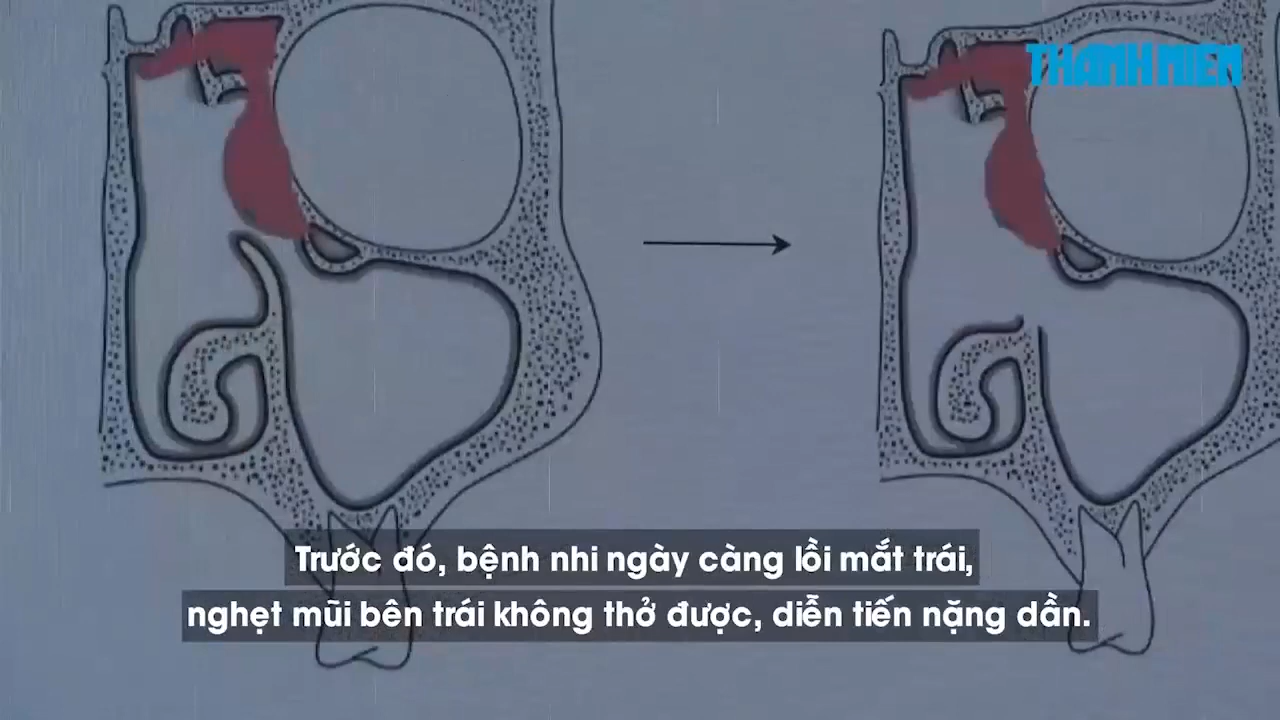 THANH NIEN
Trước đó, bệnh nhi ngày càng lồi mắt trái,
nghẹt mũi bên trái không thở được, diễn tiến nặng dần.